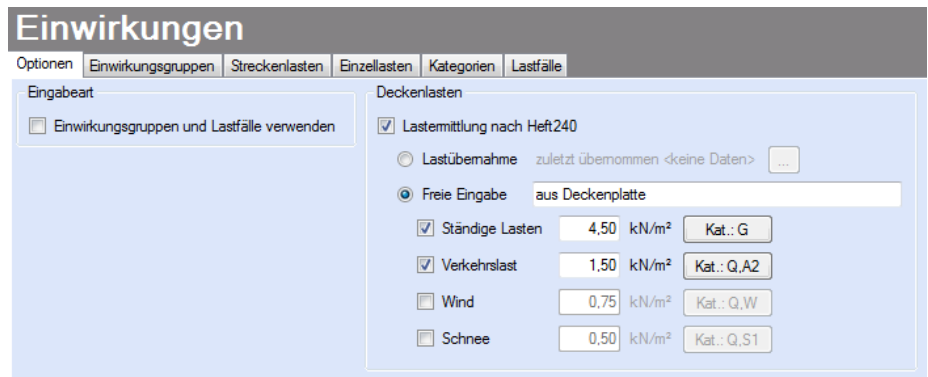 Einwirkungen
Optionen Einwirkungsgruppen Streckenlasten Einzellasten Kategorien Lastfälle
Eingabeart
Einwirkungsgruppen und Lastfälle verwenden
Deckenlasten
Lastermittlung nach Heft240
Lastübernahme zuletzt übernommen <keine Daten> ...
Freie Eingabe aus Deckenplatte
Ständige Lasten 4,50 kN/m² Kat.: G
Verkehrslast 1,50 kN/m² Kat.: Q,A2
Wind 0,75 kN/m² Kat.: Q,W
Schnee 0,50 kN/m² Kat.: Q,S1